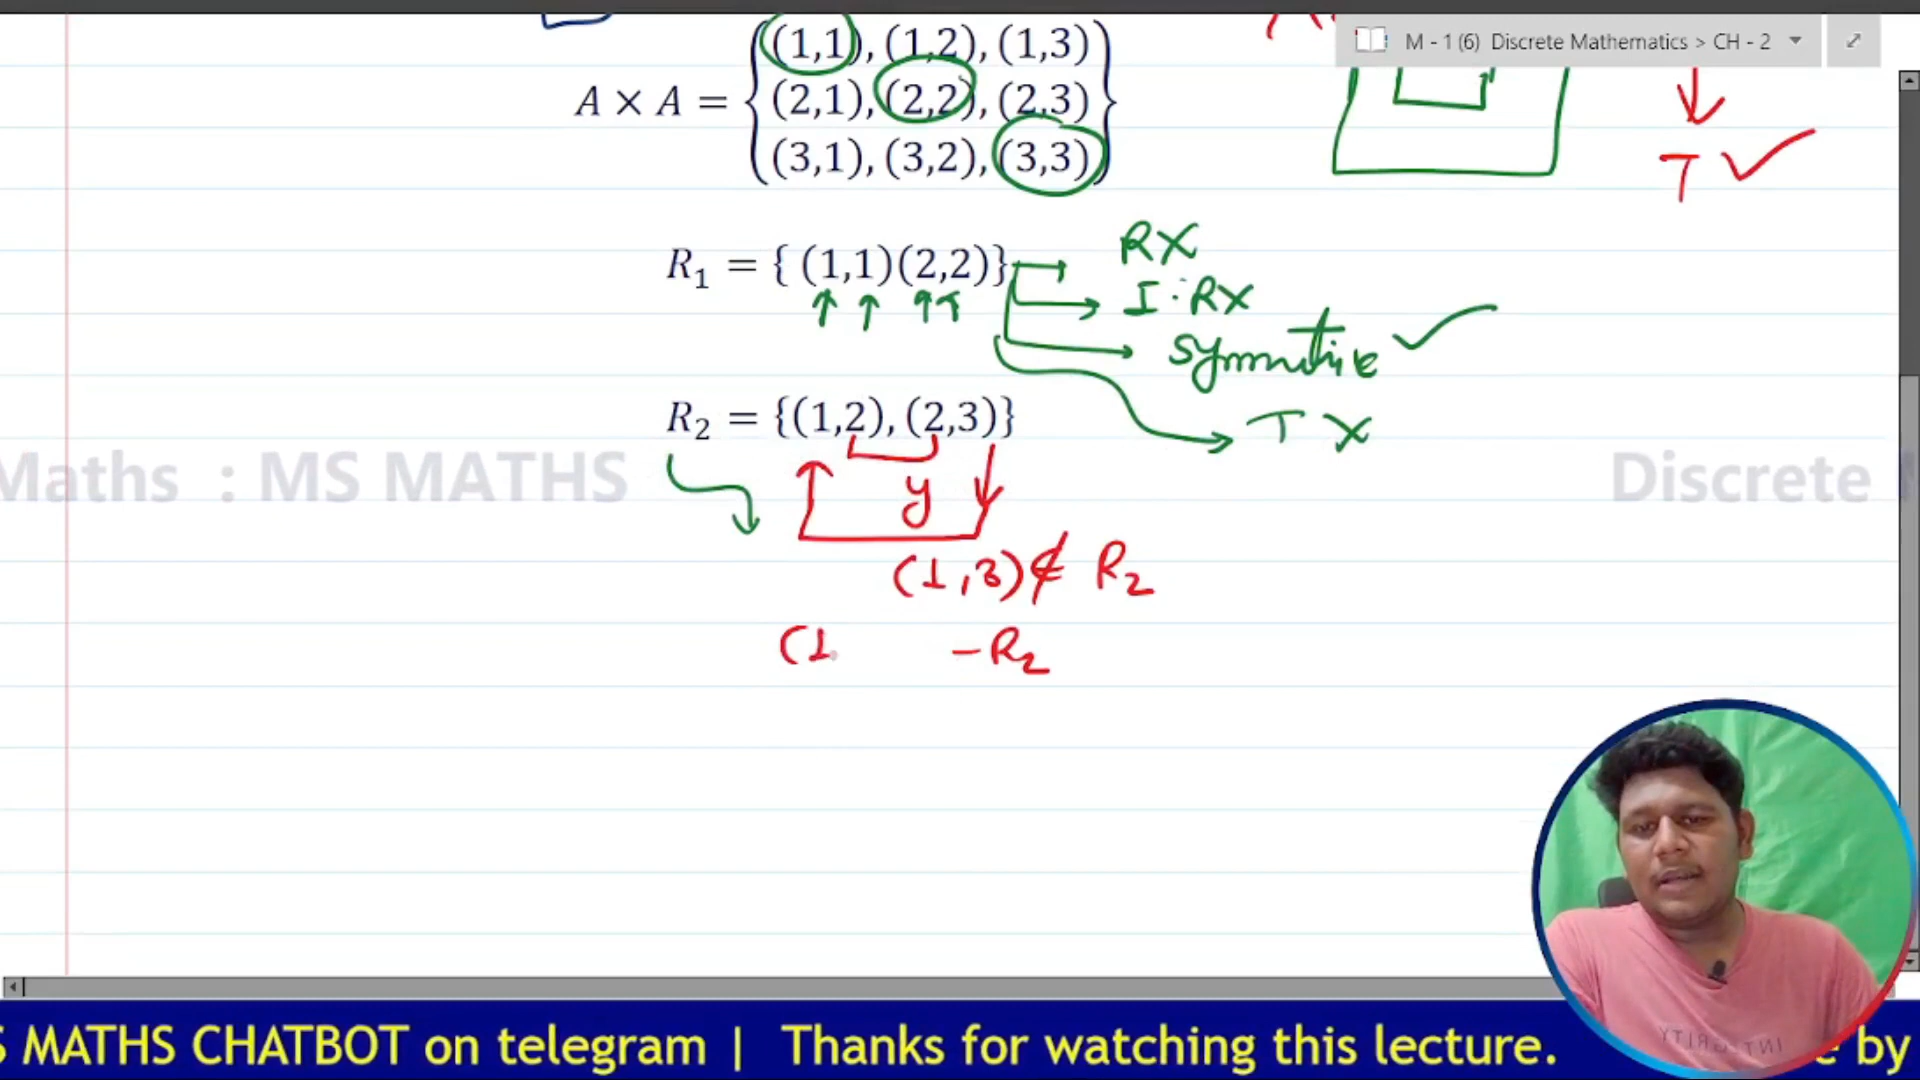 M - 1 (6) Discrete Mathematics > CH - 2
(1,1), (1,2), (1,3)
A × A = { (2,1), (2,2), (2,3) }
(3,1), (3,2), (3,3)
T ✓
R₁ = { (1,1)(2,2)}
RX
I·RX
symmtive ✓
T X
R₂ = {(1,2), (2,3)}
y
(1,3) ∉ R₂
(1 - R₂
Maths : MS MATHS
Discrete
MATHS CHATBOT on telegram | Thanks for watching this lecture.
by